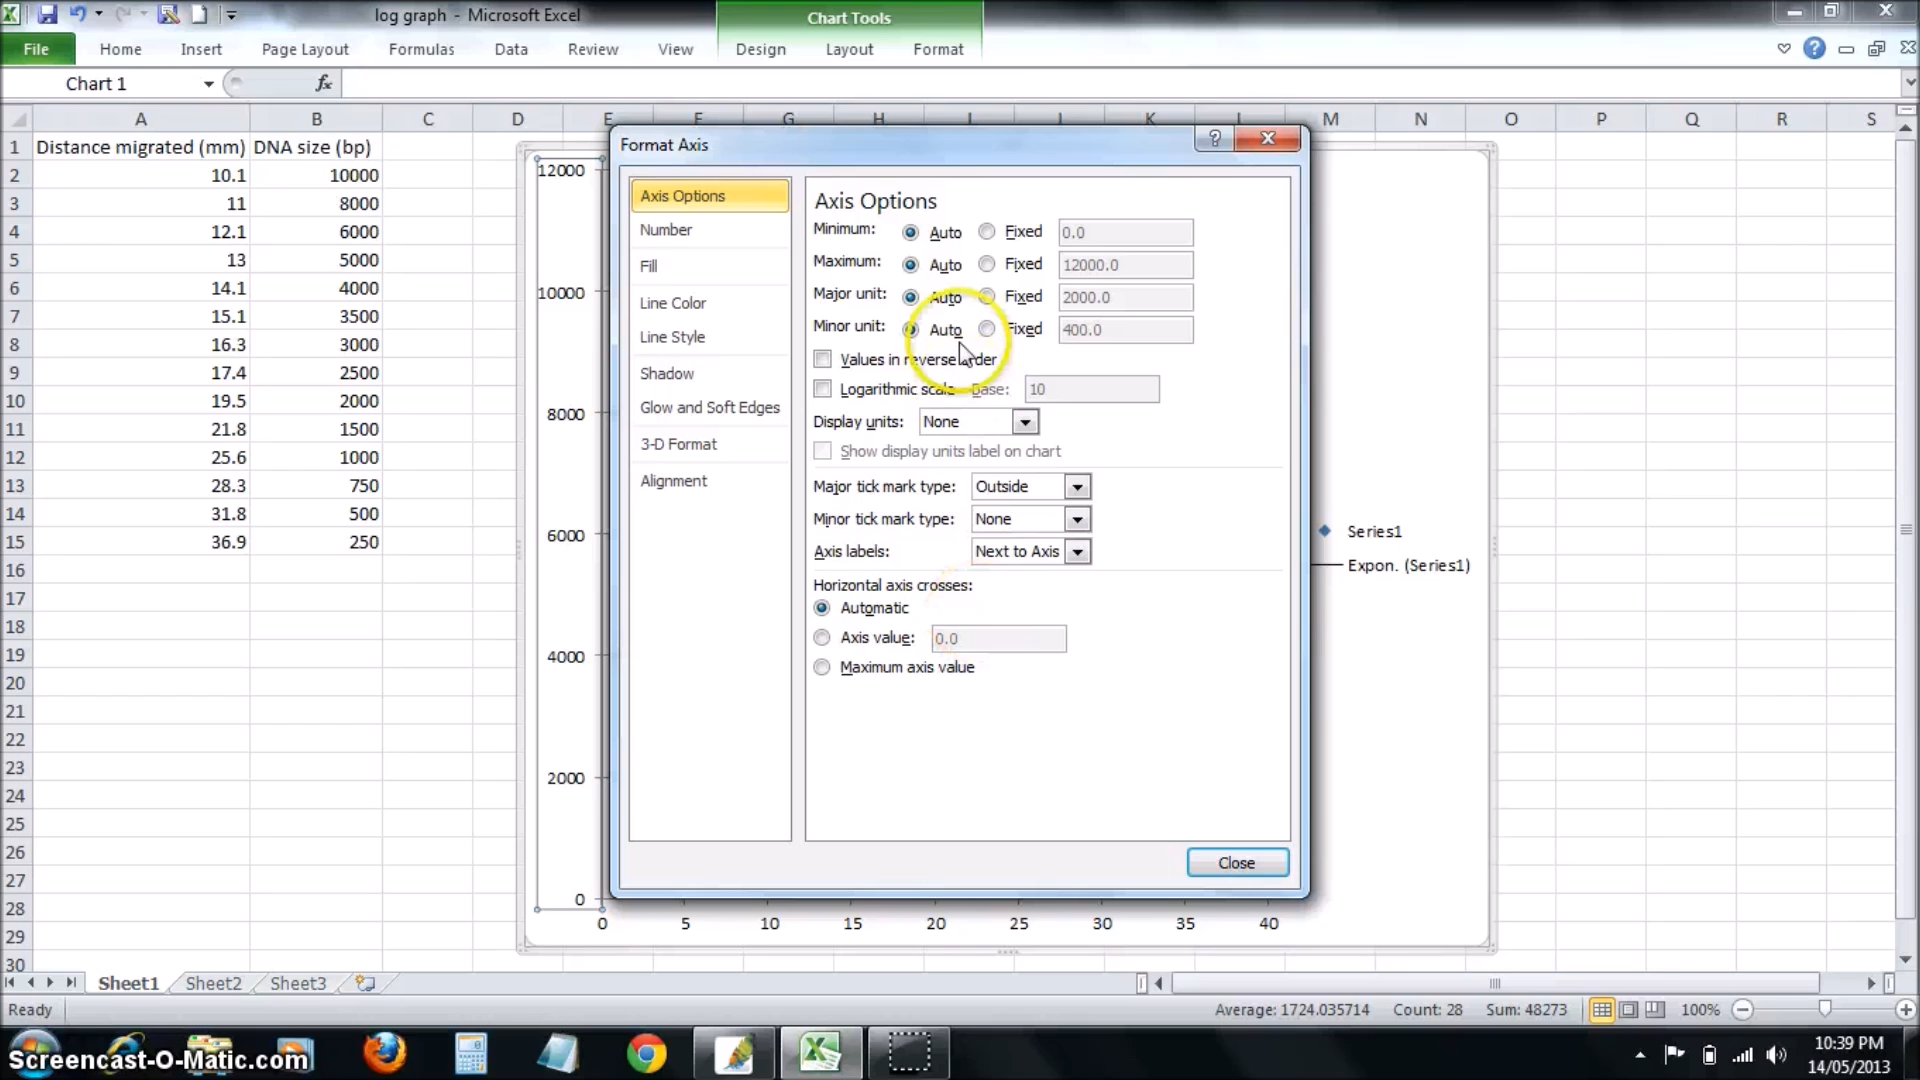 log graph - Microsoft Excel
Chart Tools
File Home Insert Page Layout Formulas Data Review View Design Layout Format
Chart 1 fx
A B C D E F G H I J K L M N O P Q R S
1 Distance migrated (mm) DNA size (bp)
2 10.1 10000
3 11 8000
4 12.1 6000
5 13 5000
6 14.1 4000
7 15.1 3500
8 16.3 3000
9 17.4 2500
10 19.5 2000
11 21.8 1500
12 25.6 1000
13 28.3 750
14 31.8 500
15 36.9 250
16
17
18
19
20
21
22
23
24
25
26
27
28
29
30
12000
10000
8000
6000
4000
2000
0
0 5 10 15 20 25 30 35 40
Series1
Expon. (Series1)
Format Axis
Axis Options
Number
Fill
Line Color
Line Style
Shadow
Glow and Soft Edges
3-D Format
Alignment
Axis Options
Minimum: Auto Fixed 0.0
Maximum: Auto Fixed 12000.0
Major unit: Auto Fixed 2000.0
Minor unit: Auto Fixed 400.0
Values in reverse order
Logarithmic scale Base: 10
Display units: None
Show display units label on chart
Major tick mark type: Outside
Minor tick mark type: None
Axis labels: Next to Axis
Horizontal axis crosses:
Automatic
Axis value: 0.0
Maximum axis value
Close
Sheet1 Sheet2 Sheet3
Ready Average: 1724.035714 Count: 28 Sum: 48273 100%
Screencast-O-Matic.com
10:39 PM
14/05/2013